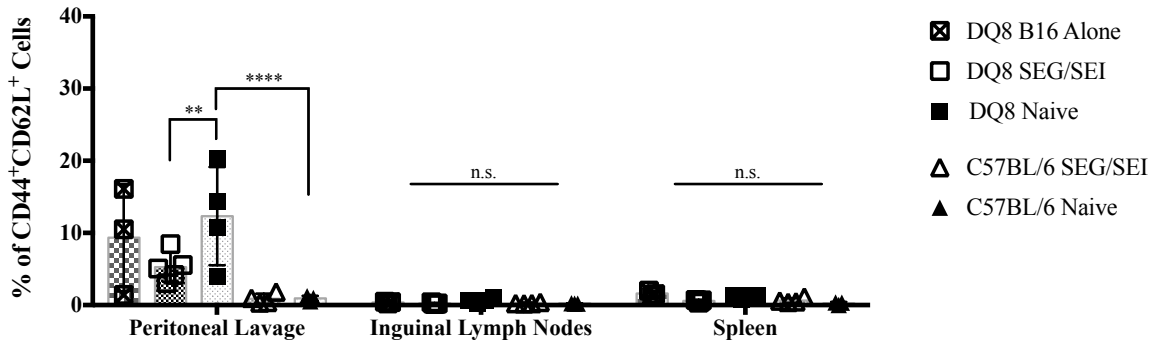 % of CD44+CD62L+ Cells
40
30
20
10
0
**
****
n.s.
n.s.
Peritoneal Lavage
Inguinal Lymph Nodes
Spleen
DQ8 B16 Alone
DQ8 SEG/SEI
DQ8 Naive
C57BL/6 SEG/SEI
C57BL/6 Naive